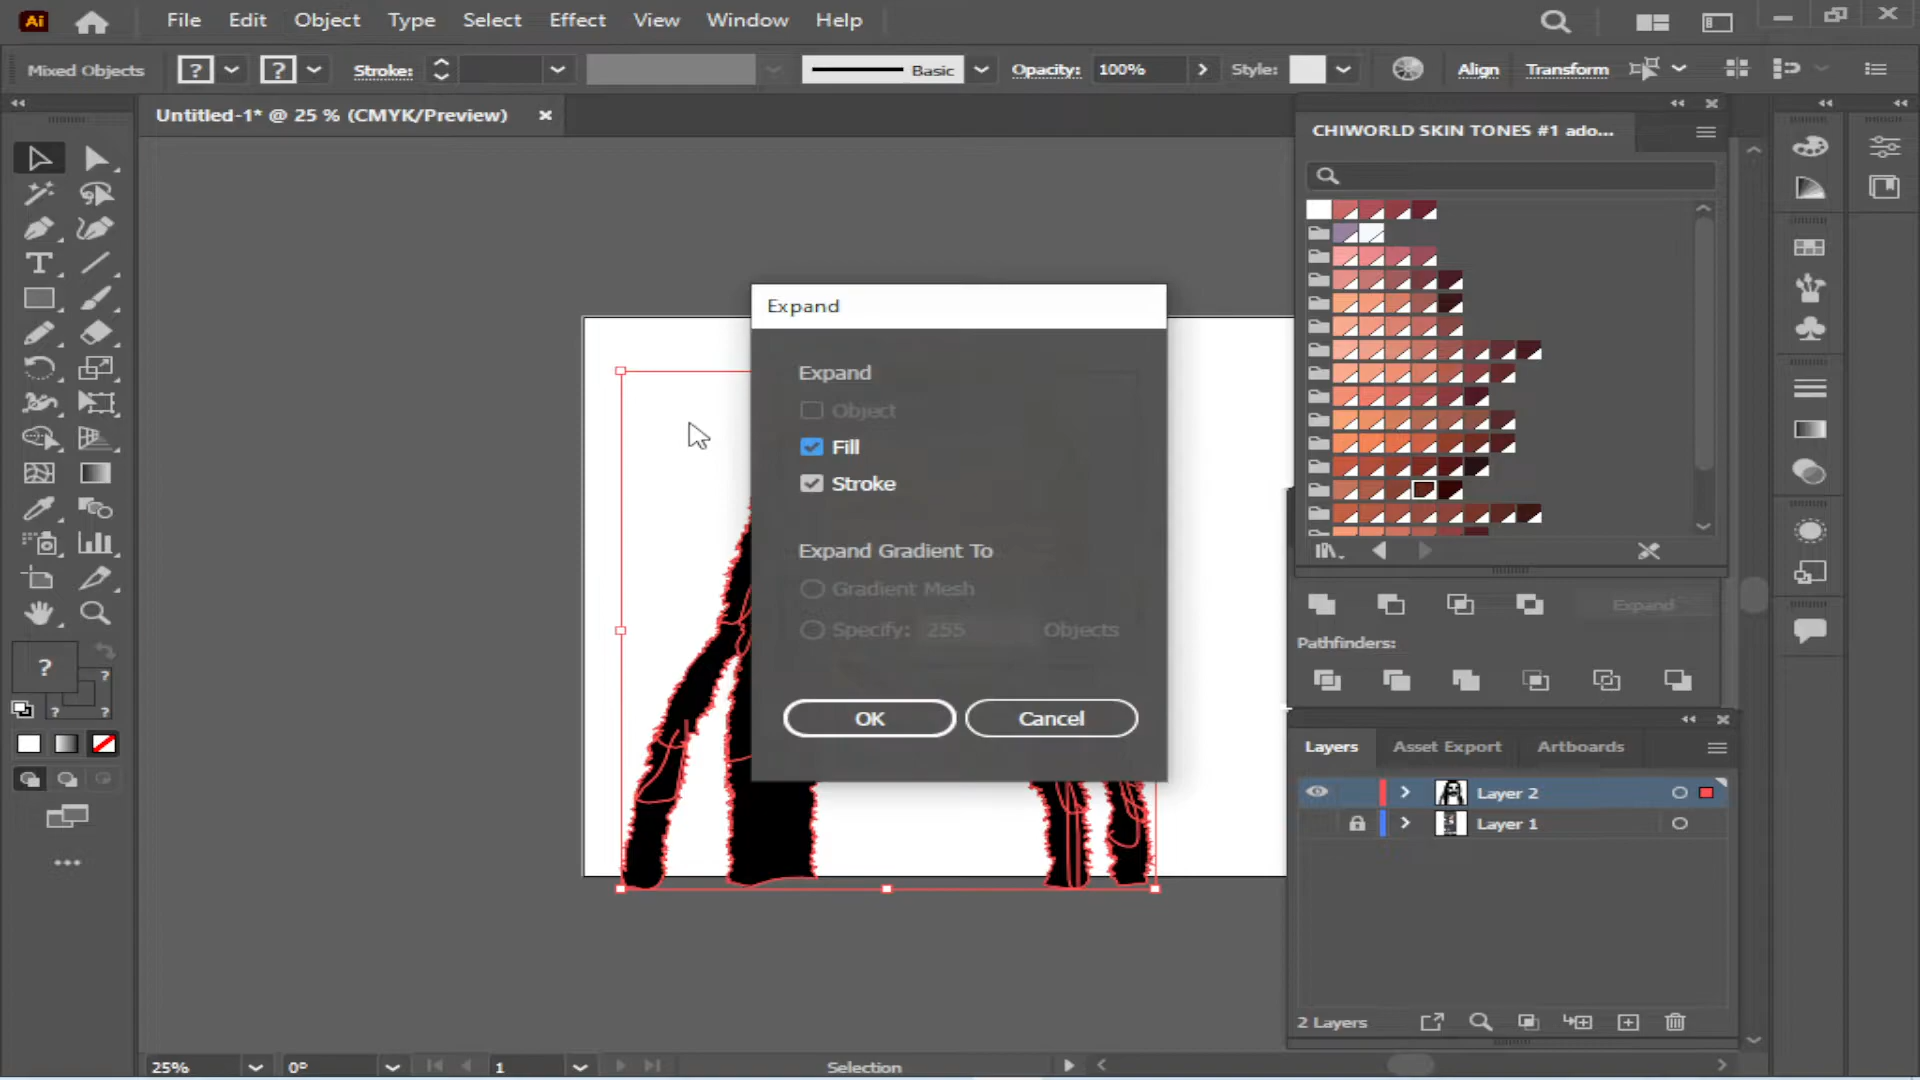 Ai File Edit Object Type Select Effect View Window Help
Mixed Objects ? ? Stroke: Basic Opacity: 100% Style: Align Transform
Untitled-1* @ 25 % (CMYK/Preview)
CHIWORLD SKIN TONES #1 ado...
Expand
Expand
Object
Fill
Stroke
Expand Gradient To
Gradient Mesh
Specify: 255 Objects
OK Cancel
Expand
Pathfinders:
Layers Asset Export Artboards
Layer 2
Layer 1
2 Layers
?
?
? ?
25% 0° 1 Selection